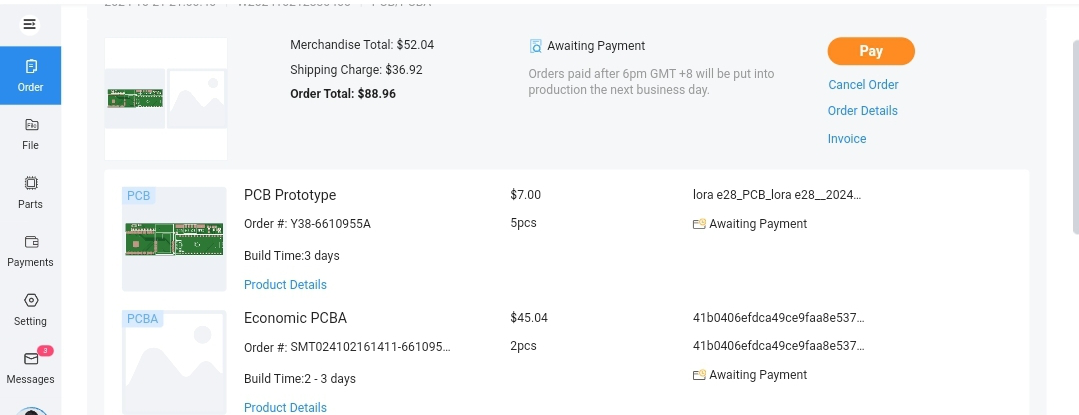 Order
File
Parts
Payments
Setting
3
Messages
Merchandise Total: $52.04
Shipping Charge: $36.92
Order Total: $88.96
Awaiting Payment
Orders paid after 6pm GMT +8 will be put into
production the next business day.
Pay
Cancel Order
Order Details
Invoice
PCB
PCB Prototype
$7.00
lora e28_PCB_lora e28__2024...
Order #: Y38-6610955A
5pcs
Awaiting Payment
Build Time:3 days
Product Details
PCBA
Economic PCBA
$45.04
41b0406efdca49ce9faa8e537...
Order #: SMT024102161411-661095...
2pcs
41b0406efdca49ce9faa8e537...
Build Time:2 - 3 days
Awaiting Payment
Product Details